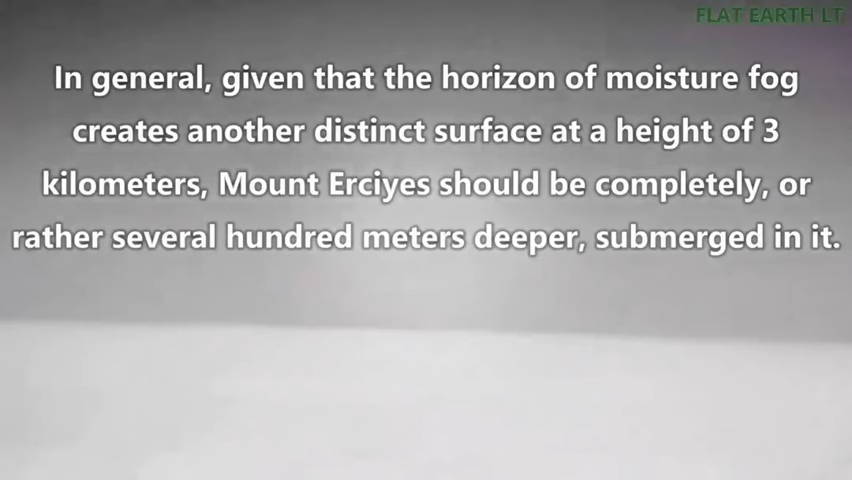 FLAT EARTH LT
In general, given that the horizon of moisture fog
creates another distinct surface at a height of 3
kilometers, Mount Erciyes should be completely, or
rather several hundred meters deeper, submerged in it.